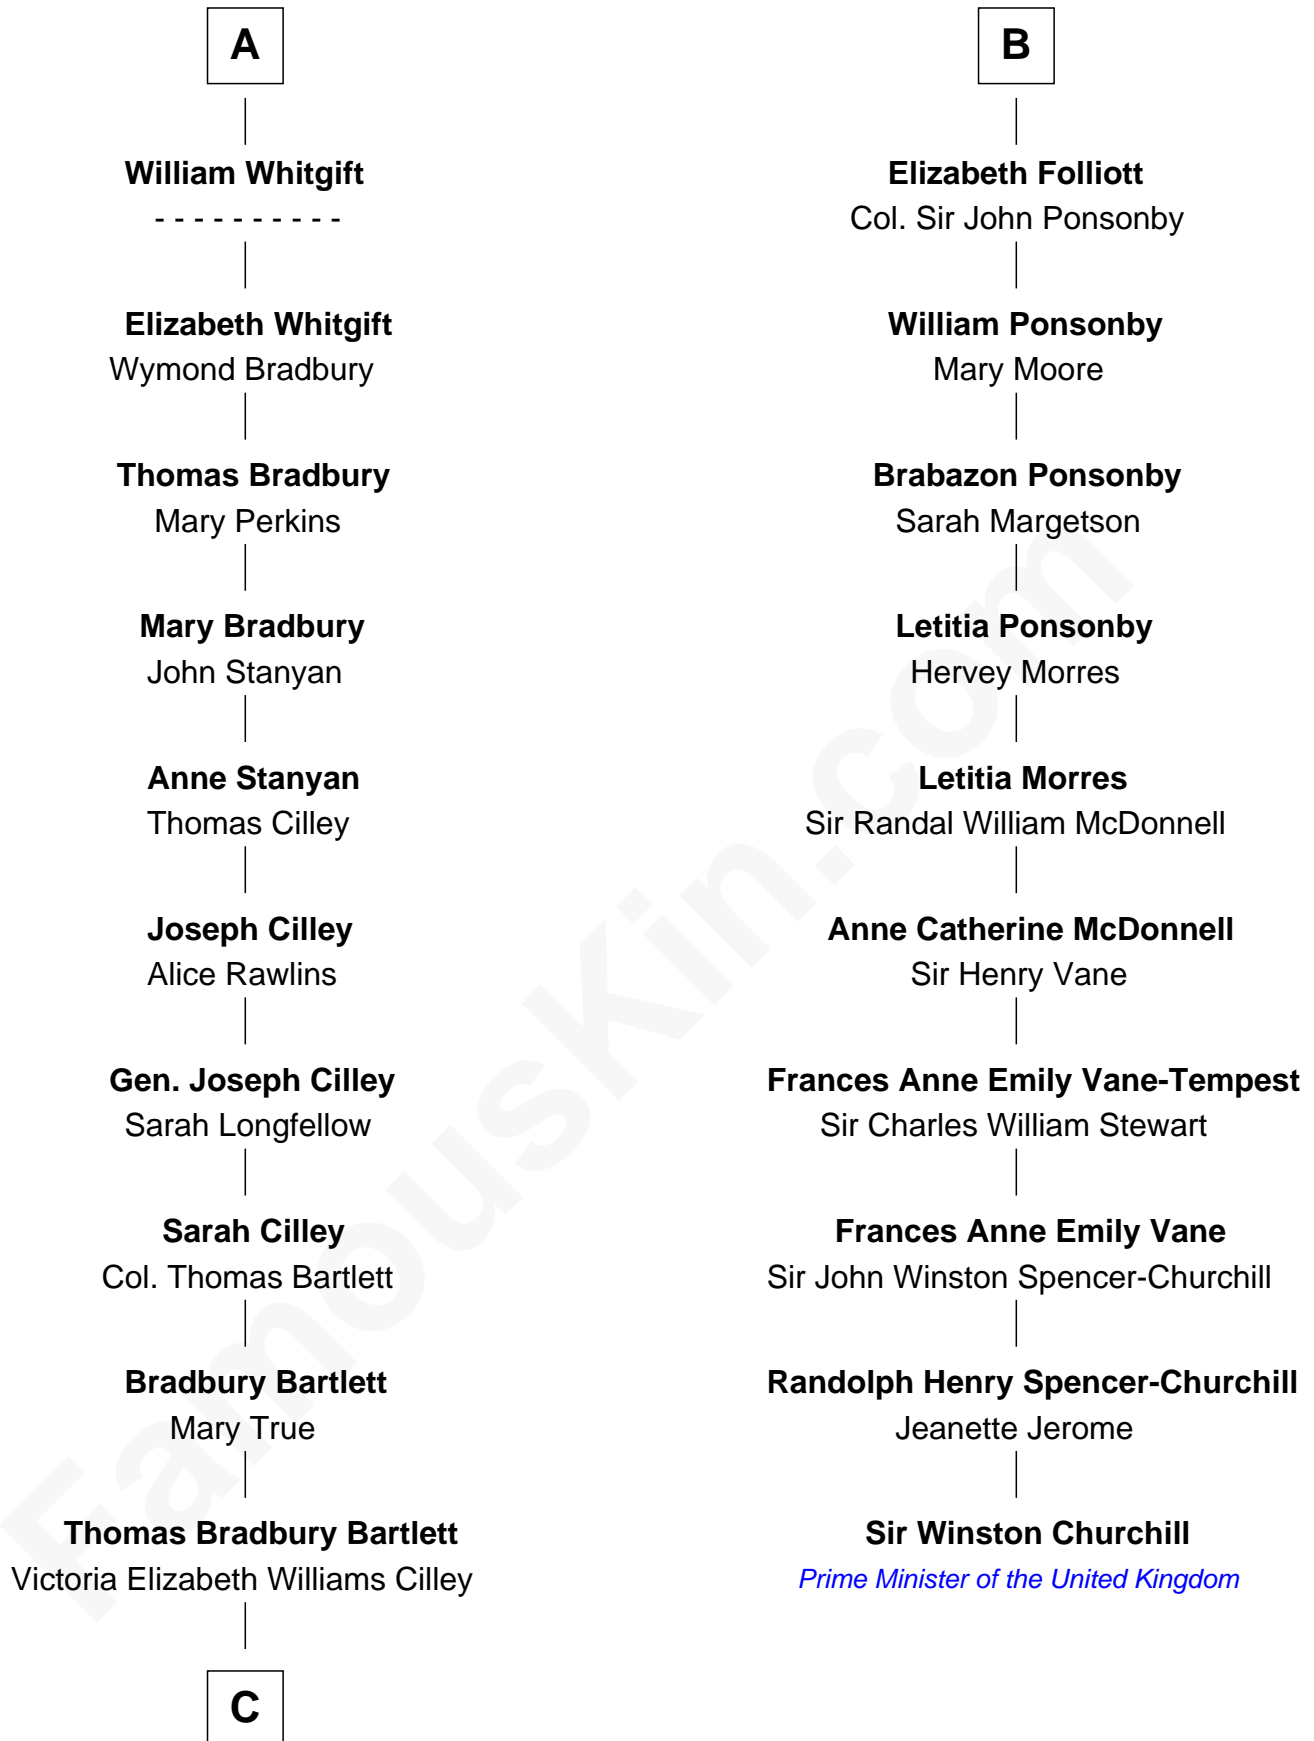 A
William Whitgift
- - - - - - - - - -
Elizabeth Whitgift
Wymond Bradbury
Thomas Bradbury
Mary Perkins
Mary Bradbury
John Stanyan
Anne Stanyan
Thomas Cilley
Joseph Cilley
Alice Rawlins
Gen. Joseph Cilley
Sarah Longfellow
Sarah Cilley
Col. Thomas Bartlett
Bradbury Bartlett
Mary True
Thomas Bradbury Bartlett
Victoria Elizabeth Williams Cilley
C
B
Elizabeth Folliott
Col. Sir John Ponsonby
William Ponsonby
Mary Moore
Brabazon Ponsonby
Sarah Margetson
Letitia Ponsonby
Hervey Morres
Letitia Morres
Sir Randal William McDonnell
Anne Catherine McDonnell
Sir Henry Vane
Frances Anne Emily Vane-Tempest
Sir Charles William Stewart
Frances Anne Emily Vane
Sir John Winston Spencer-Churchill
Randolph Henry Spencer-Churchill
Jeanette Jerome
Sir Winston Churchill
Prime Minister of the United Kingdom
FamousKin.com